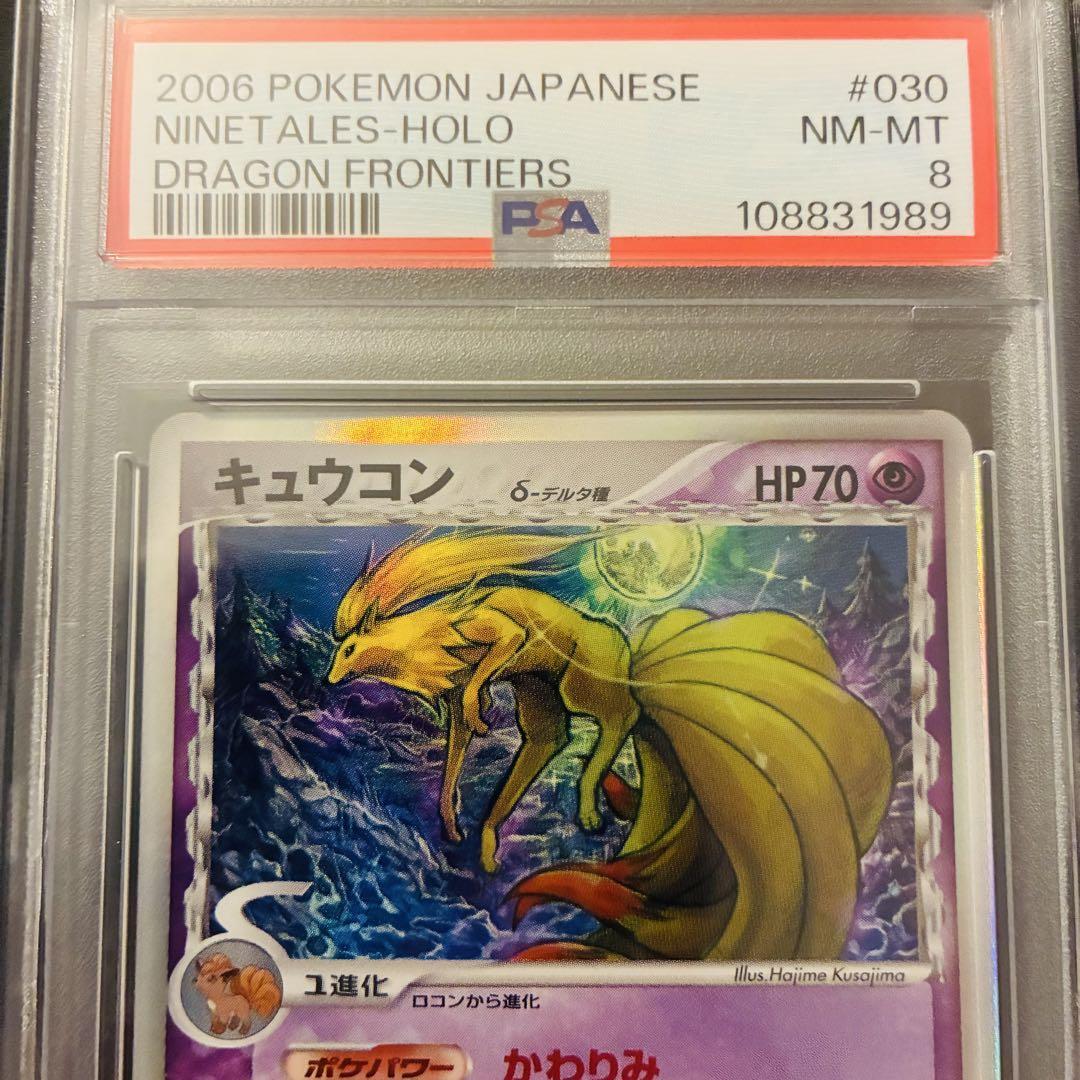 2006 POKEMON JAPANESE #030
NINETALES-HOLO NM-MT
DRAGON FRONTIERS 8
PSA 108831989
キュウコン δ-デルタ種 HP70
Illus.Hajime Kusajima
1進化 ロコンから進化
ポケパワー かわりみ